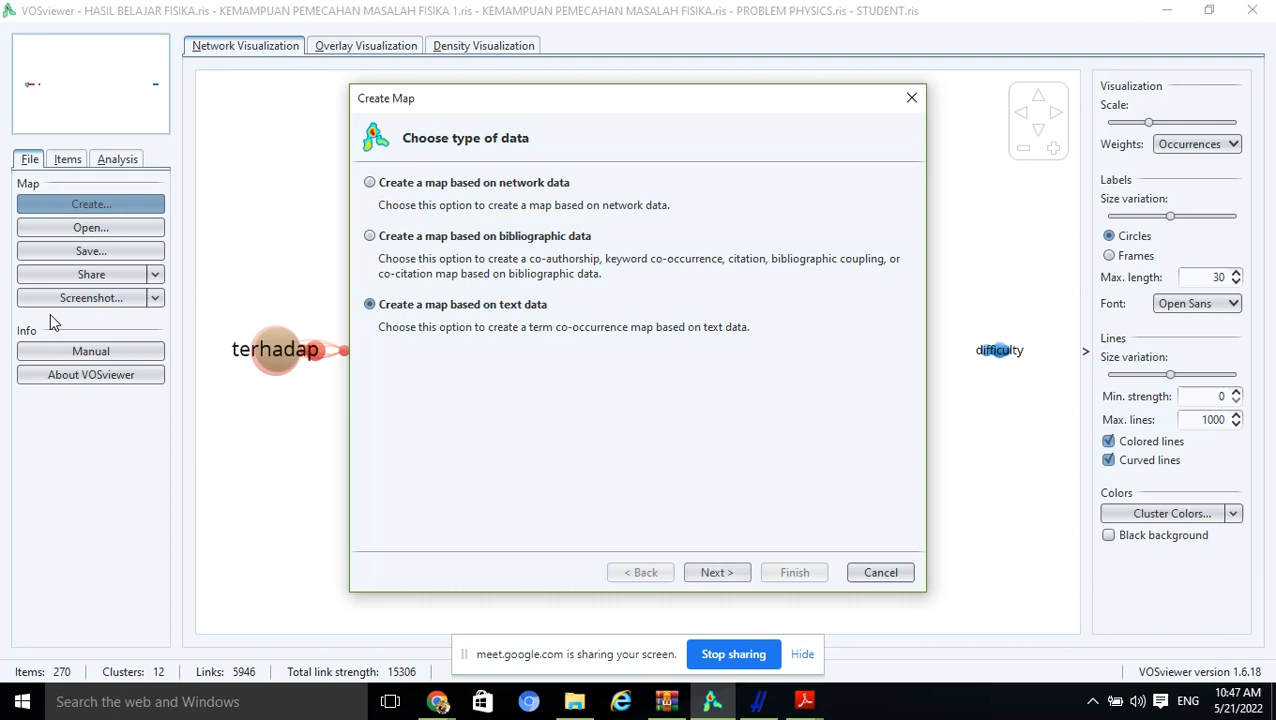 VOSviewer - HASIL BELAJAR FISIKA.ris - KEMAMPUAN PEMECAHAN MASALAH FISIKA 1.ris - KEMAMPUAN PEMECAHAN MASALAH FISIKA.ris - PROBLEM PHYSICS.ris - STUDENT.ris
Network Visualization Overlay Visualization Density Visualization
File Items Analysis
Map
Create...
Open...
Save...
Share
Screenshot...
Info
Manual
About VOSviewer
terhadap
difficulty
Create Map
Choose type of data
Create a map based on network data
Choose this option to create a map based on network data.
Create a map based on bibliographic data
Choose this option to create a co-authorship, keyword co-occurrence, citation, bibliographic coupling, or
co-citation map based on bibliographic data.
Create a map based on text data
Choose this option to create a term co-occurrence map based on text data.
< Back Next > Finish Cancel
Visualization
Scale:
Weights: Occurrences
Labels
Size variation:
Circles
Frames
Max. length: 30
Font: Open Sans
Lines
Size variation:
Min. strength: 0
Max. lines: 1000
Colored lines
Curved lines
Colors
Cluster Colors...
Black background
>
meet.google.com is sharing your screen. Stop sharing Hide
Items: 270 Clusters: 12 Links: 5946 Total link strength: 15306 VOSviewer version 1.6.18
Search the web and Windows
ENG
10:47 AM
5/21/2022